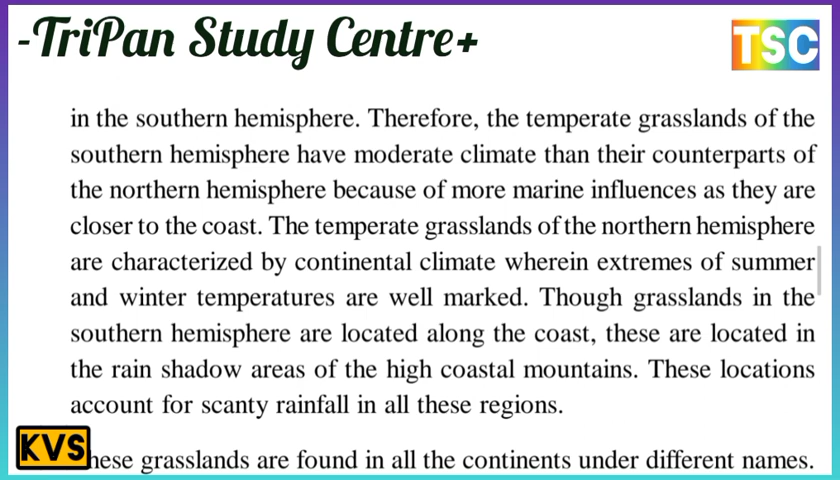 -TriPan Study Centre+
TSC
in the southern hemisphere. Therefore, the temperate grasslands of the
southern hemisphere have moderate climate than their counterparts of
the northern hemisphere because of more marine influences as they are
closer to the coast. The temperate grasslands of the northern hemisphere
are characterized by continental climate wherein extremes of summer
and winter temperatures are well marked. Though grasslands in the
southern hemisphere are located along the coast, these are located in
the rain shadow areas of the high coastal mountains. These locations
account for scanty rainfall in all these regions.
KVS
hese grasslands are found in all the continents under different names.